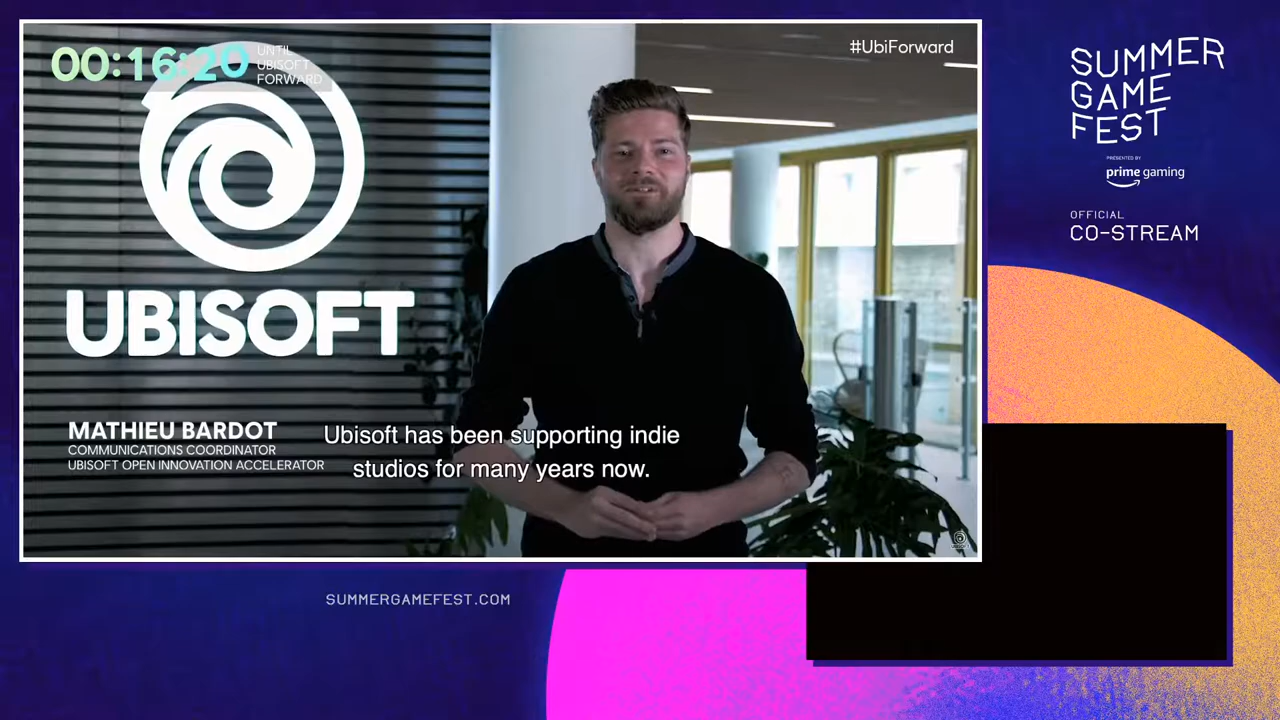 00:16:20
UNTIL
UBISOFT
FORWARD
#UbiForward
UBISOFT
MATHIEU BARDOT
COMMUNICATIONS COORDINATOR
UBISOFT OPEN INNOVATION ACCELERATOR
Ubisoft has been supporting indie
studios for many years now.
UBISOFT
SUMMER
GAME
FEST
PRESENTED BY
prime gaming
OFFICIAL
CO-STREAM
SUMMERGAMEFEST.COM